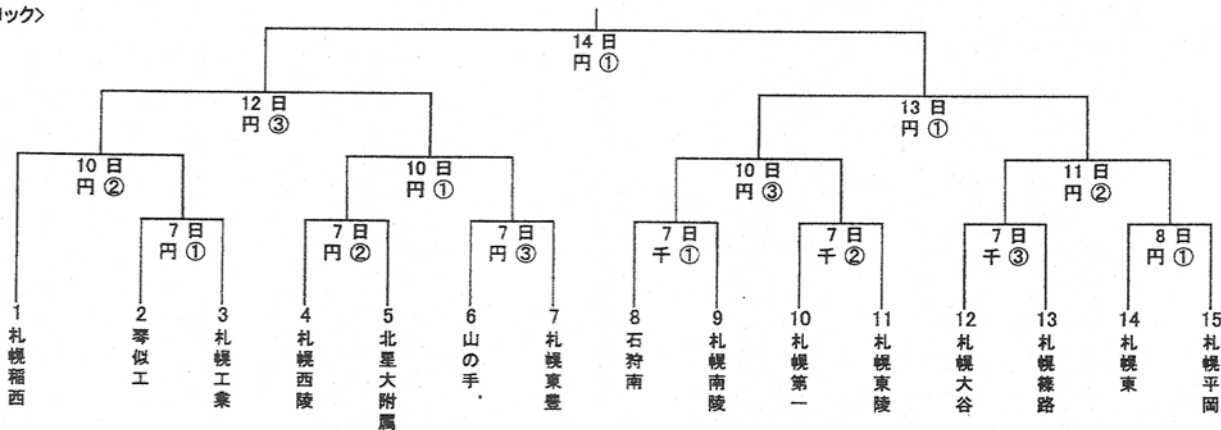 ック>
14 日
円 ①
12 日
円 ③
13 日
円 ①
10 日
円 ②
10 日
円 ①
10 日
円 ③
11 日
円 ②
7 日
円 ①
7 日
円 ②
7 日
円 ③
7 日
千 ①
7 日
千 ②
7 日
千 ③
8 日
円 ①
1 札幌稲西
2 琴似工
3 札幌工業
4 札幌西陵
5 北星大附属
6 山の手
7 札幌東豊
8 石狩南
9 札幌南陵
10 札幌第一
11 札幌東陵
12 札幌大谷
13 札幌篠路
14 札幌東
15 札幌平岡